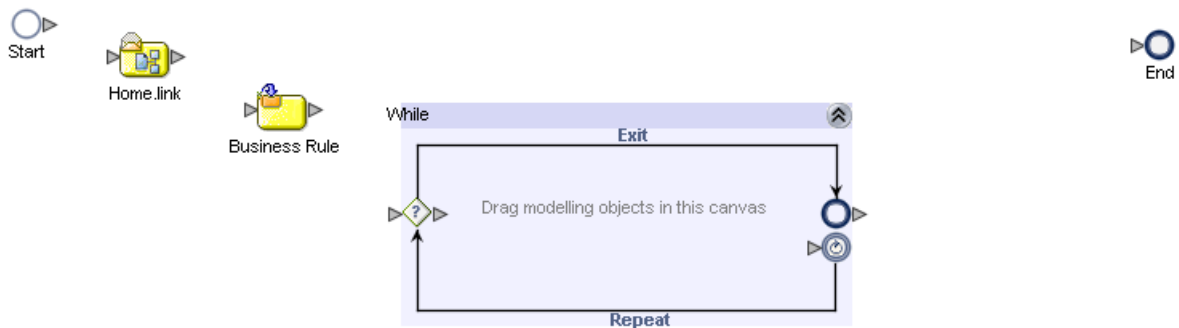 Start
Home.link
Business Rule
While
Exit
?
Drag modelling objects in this canvas
Repeat
End